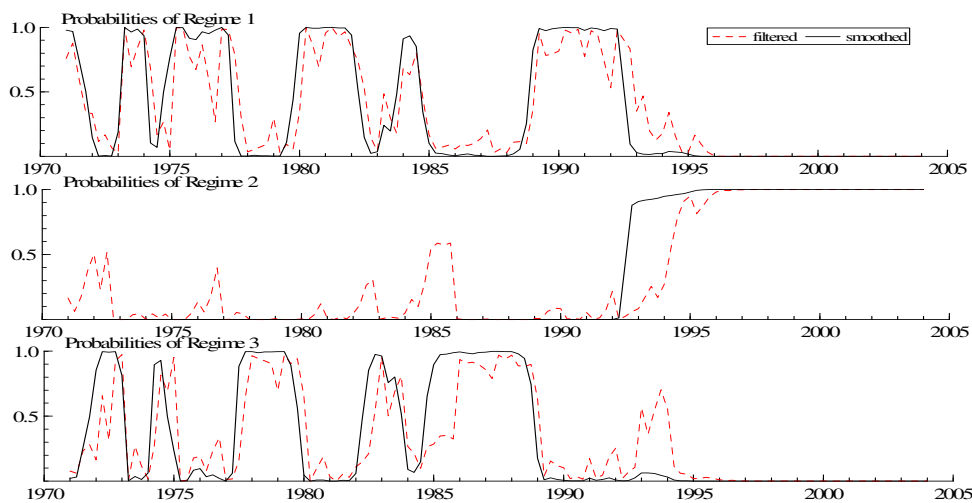 Probabilities of Regime 1
1.0
filtered
smoothed
0.5
1970 1975 1980 1985 1990 1995 2000 2005
Probabilities of Regime 2
1.0
0.5
1970 1975 1980 1985 1990 1995 2000 2005
Probabilities of Regime 3
1.0
0.5
1970 1975 1980 1985 1990 1995 2000 2005